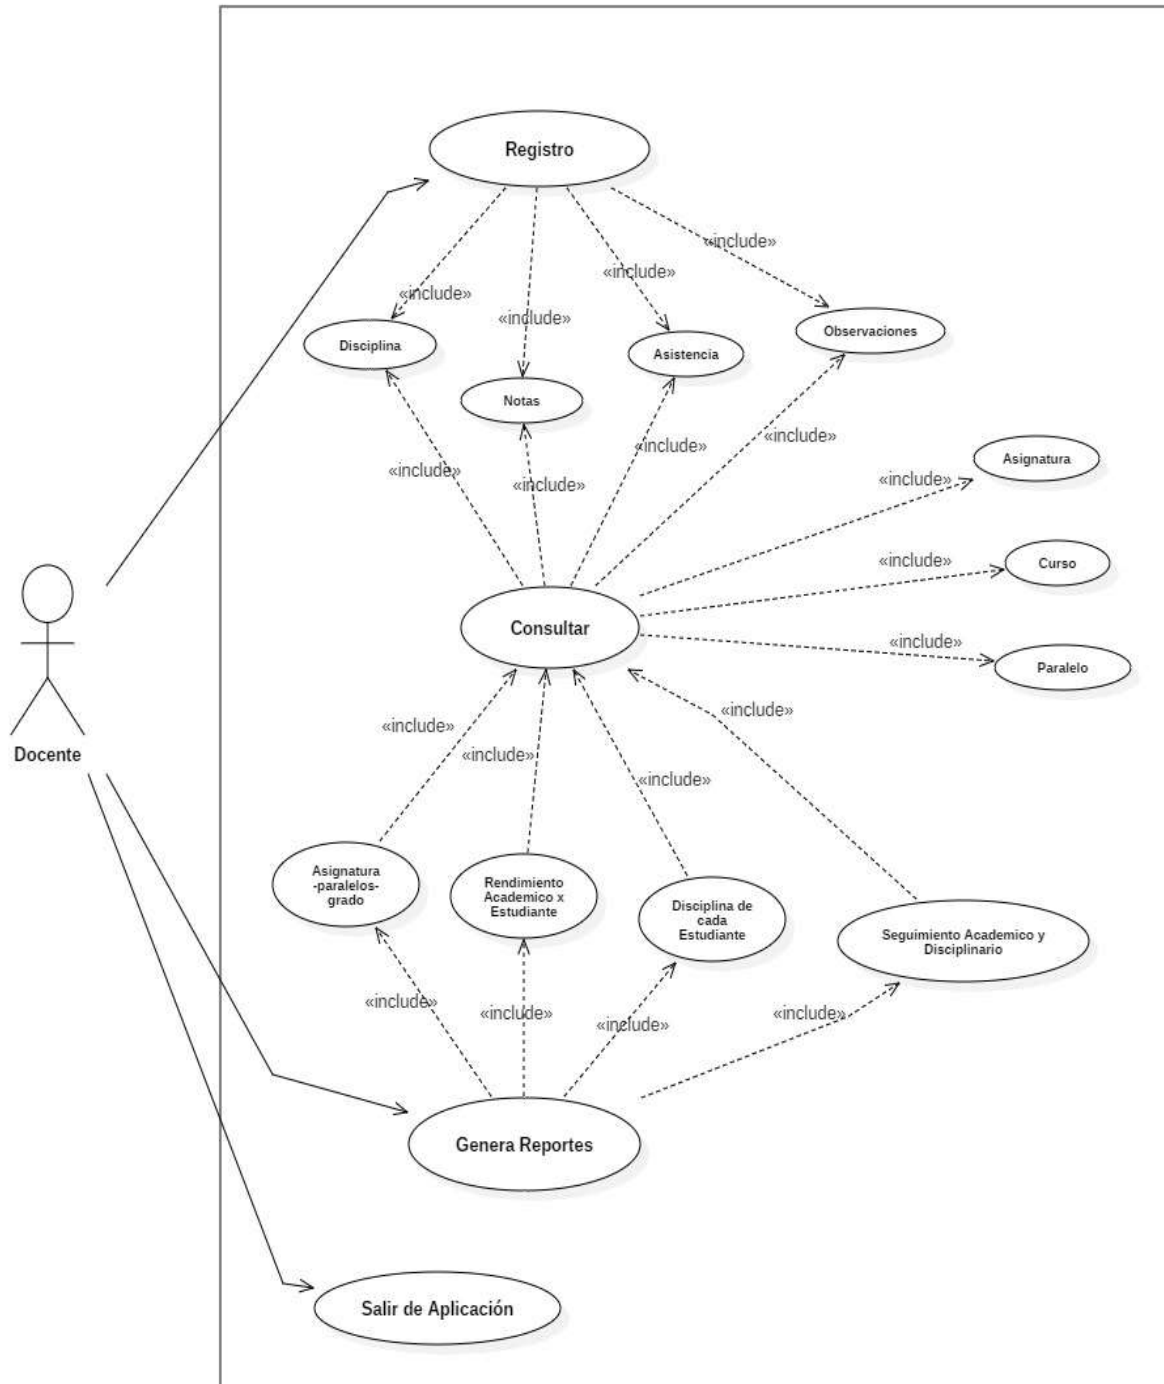 Registro
«include»
«include»
«include»
«include»
Disciplina
Notas
Asistencia
Observaciones
«include»
«include»
«include»
«include»
«include»
Asignatura
«include»
Curso
«include»
Paralelo
Consultar
Docente
«include»
«include»
«include»
«include»
Asignatura
-paralelos-
grado
Rendimiento
Academico x
Estudiante
Disciplina de
cada
Estudiante
Seguimiento Academico y
Disciplinario
«include»
«include»
«include»
«include»
Genera Reportes
Salir de Aplicación